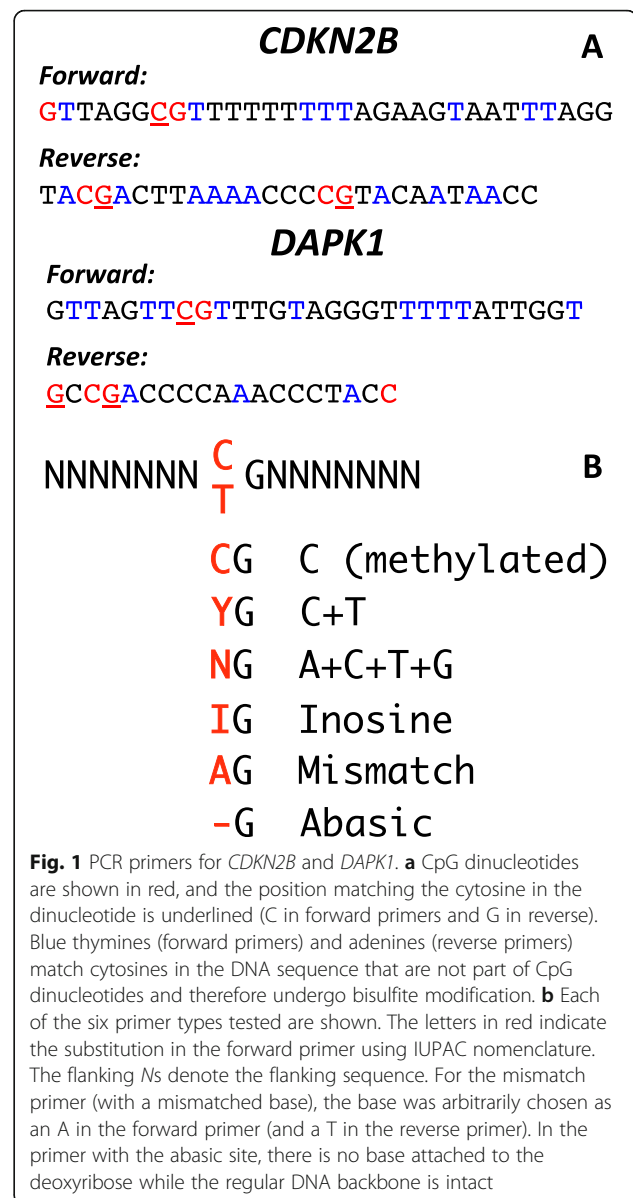 CDKN2B A
Forward:
GTTAGGCGTTTTTTTTTAGAAGTAATTTAGG
Reverse:
TACGACTTAAAACCCCGTACAATAACC
DAPK1
Forward:
GTTAGTTCGTTTGTAGGGTTTTTATTGGT
Reverse:
GCCGACCCCAAACCCTACC
C
NNNNNNN GNNNNNNN B
T
CG C (methylated)
YG C+T
NG A+C+T+G
IG Inosine
AG Mismatch
–G Abasic
Fig. 1 PCR primers for CDKN2B and DAPK1. a CpG dinucleotides
are shown in red, and the position matching the cytosine in the
dinucleotide is underlined (C in forward primers and G in reverse).
Blue thymines (forward primers) and adenines (reverse primers)
match cytosines in the DNA sequence that are not part of CpG
dinucleotides and therefore undergo bisulfite modification. b Each
of the six primer types tested are shown. The letters in red indicate
the substitution in the forward primer using IUPAC nomenclature.
The flanking Ns denote the flanking sequence. For the mismatch
primer (with a mismatched base), the base was arbitrarily chosen as
an A in the forward primer (and a T in the reverse primer). In the
primer with the abasic site, there is no base attached to the
deoxyribose while the regular DNA backbone is intact